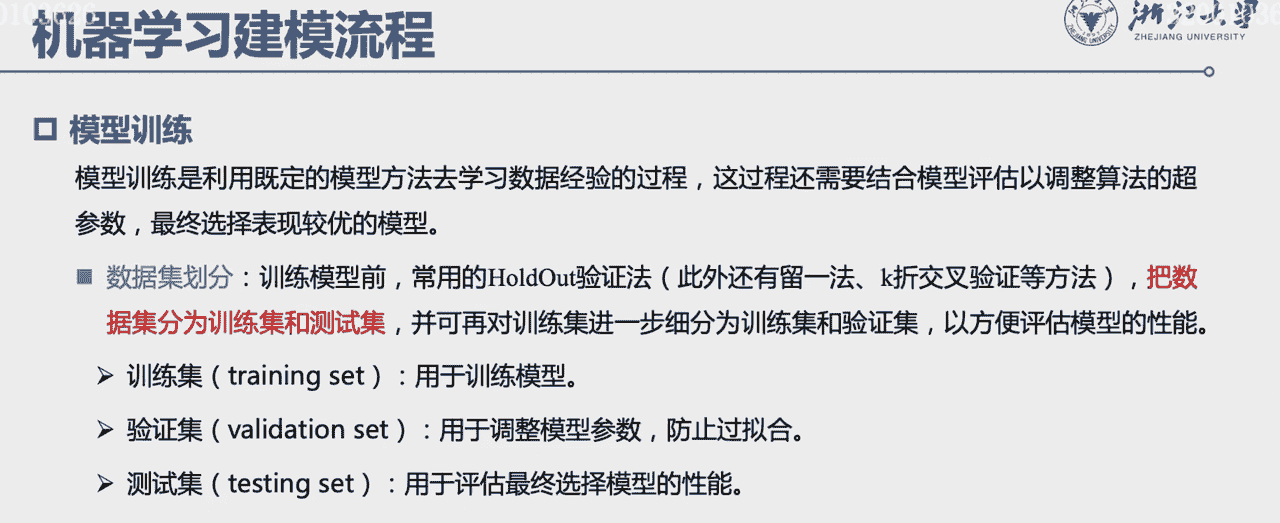 机器学习建模流程
浙江大学
ZHEJIANG UNIVERSITY
模型训练
模型训练是利用既定的模型方法去学习数据经验的过程，这过程还需要结合模型评估以调整算法的超
参数，最终选择表现较优的模型。
数据集划分：训练模型前，常用的HoldOut验证法（此外还有留一法、k折交叉验证等方法），把数
据集分为训练集和测试集，并可再对训练集进一步细分为训练集和验证集，以方便评估模型的性能。
训练集（training set）：用于训练模型。
验证集（validation set）：用于调整模型参数，防止过拟合。
测试集（testing set）：用于评估最终选择模型的性能。